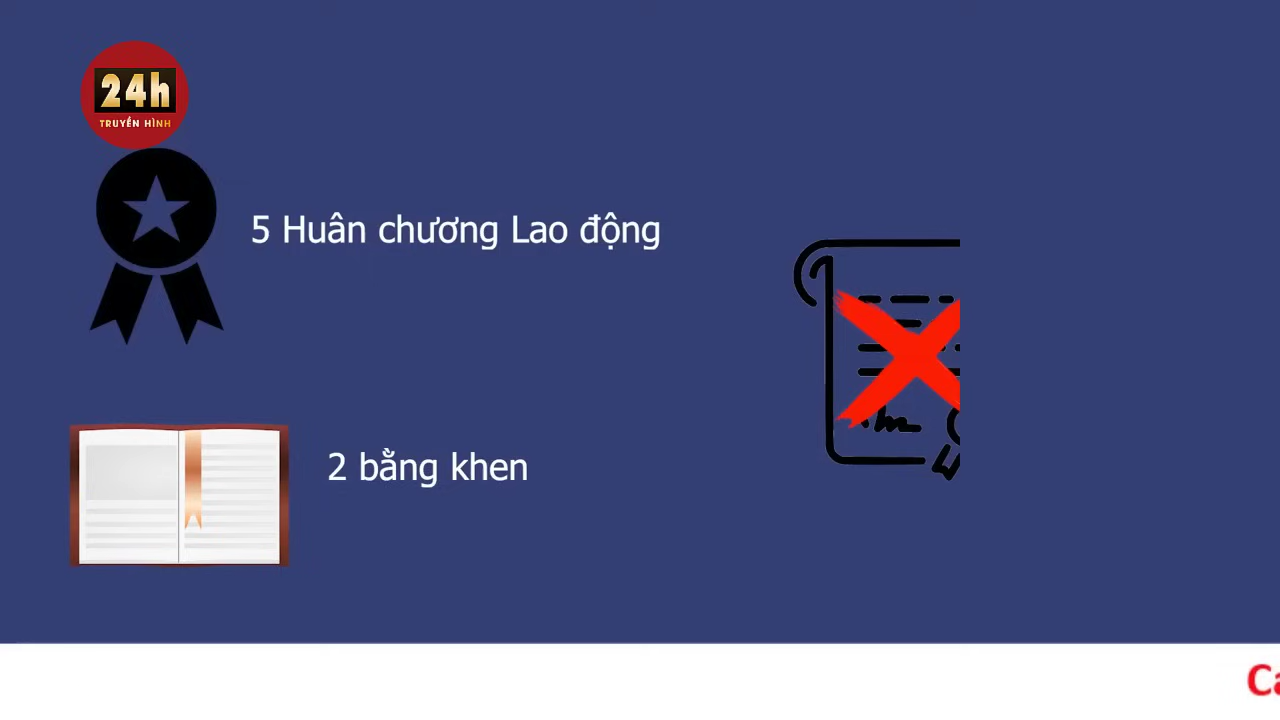 24h
TRUYỀN HÌNH
5 Huân chương Lao động
2 bằng khen